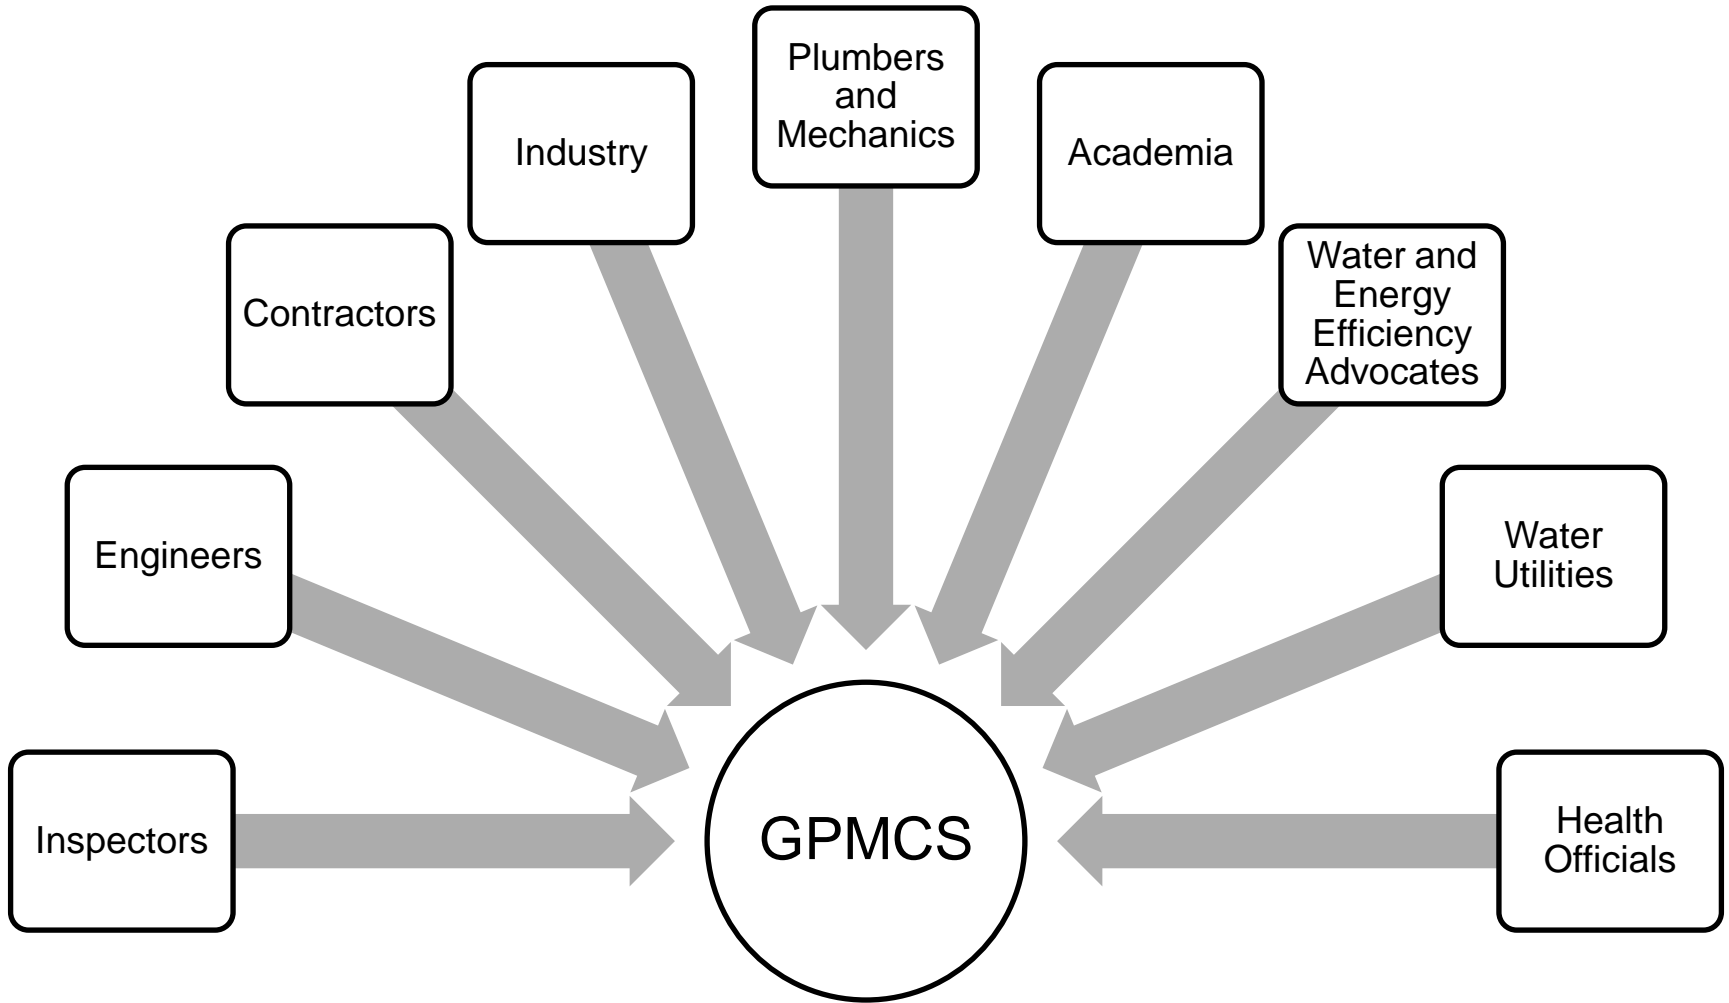 Plumbers
and
Mechanics
Industry
Academia
Contractors
Water and
Energy
Efficiency
Advocates
Engineers
Water
Utilities
Inspectors
GPMCS
Health
Officials